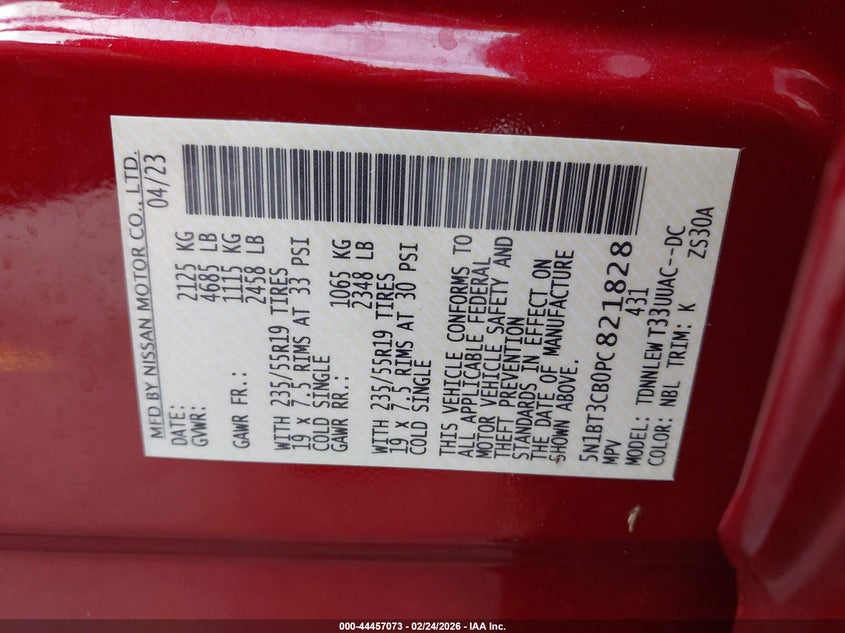 MFD BY NISSAN MOTOR CO., LTD.
DATE: 04/23
GVWR: 2125 KG
4685 LB
GAWR FR.: 1115 KG
2458 LB
WITH 235/55R19 TIRES
19 X 7.5 RIMS AT 33 PSI
COLD SINGLE
GAWR RR.: 1065 KG
2348 LB
WITH 235/55R19 TIRES
19 X 7.5 RIMS AT 30 PSI
COLD SINGLE
THIS VEHICLE CONFORMS TO
ALL APPLICABLE FEDERAL
MOTOR VEHICLE SAFETY AND
THEFT PREVENTION
STANDARDS IN EFFECT ON
THE DATE OF MANUFACTURE
SHOWN ABOVE.
5N1BT3CB0PC821828
MPV 431
MODEL: TDNNLEWT33UUAC--DC
COLOR: NBL TRIM: K ZS30A
000-44457073 - 02/24/2026 - IAA Inc.